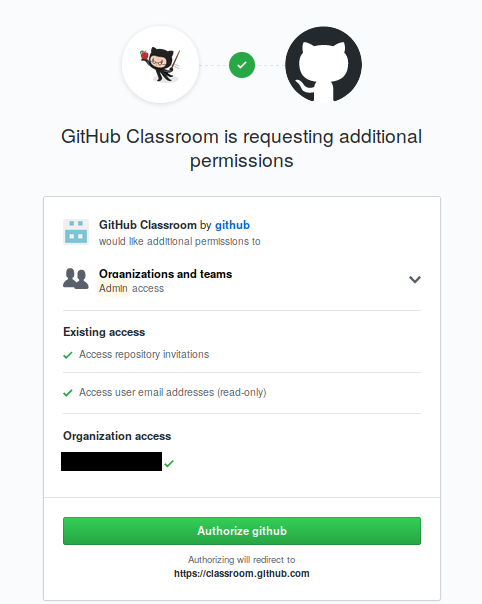 GitHub Classroom is requesting additional
permissions
GitHub Classroom by github
would like additional permissions to
Organizations and teams
Admin access
Existing access
Access repository invitations
Access user email addresses (read-only)
Organization access
Authorize github
Authorizing will redirect to
https://classroom.github.com